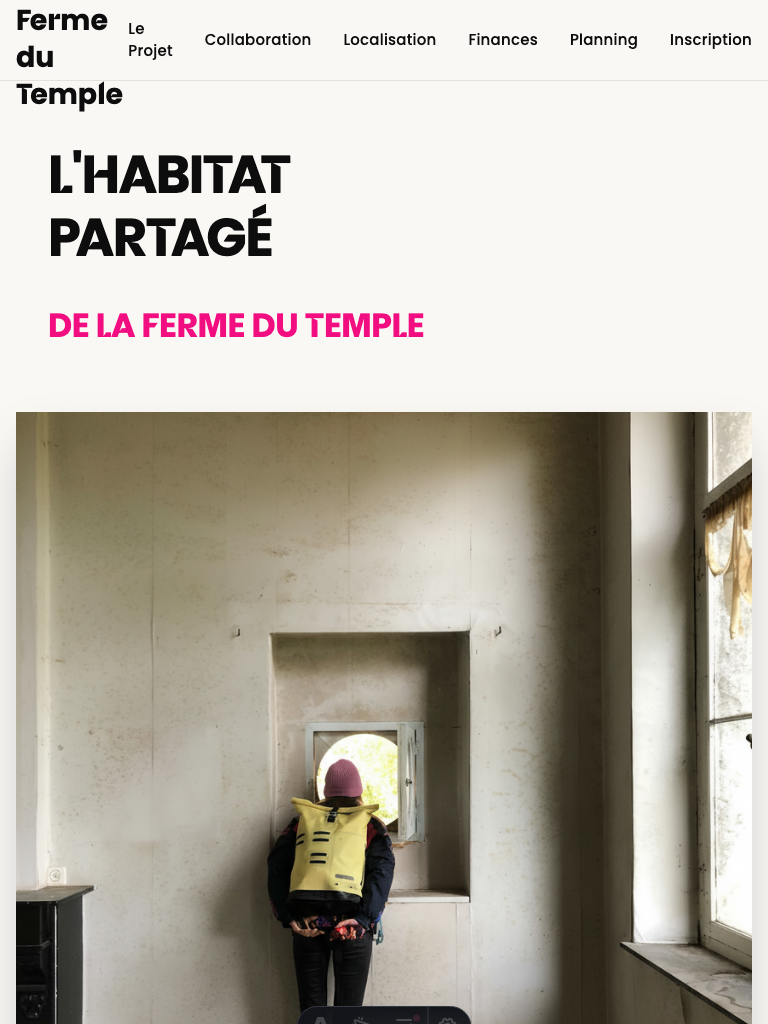 Ferme
du
Temple
Le
Projet
Collaboration
Localisation
Finances
Planning
Inscription
L'HABITAT
PARTAGÉ
DE LA FERME DU TEMPLE